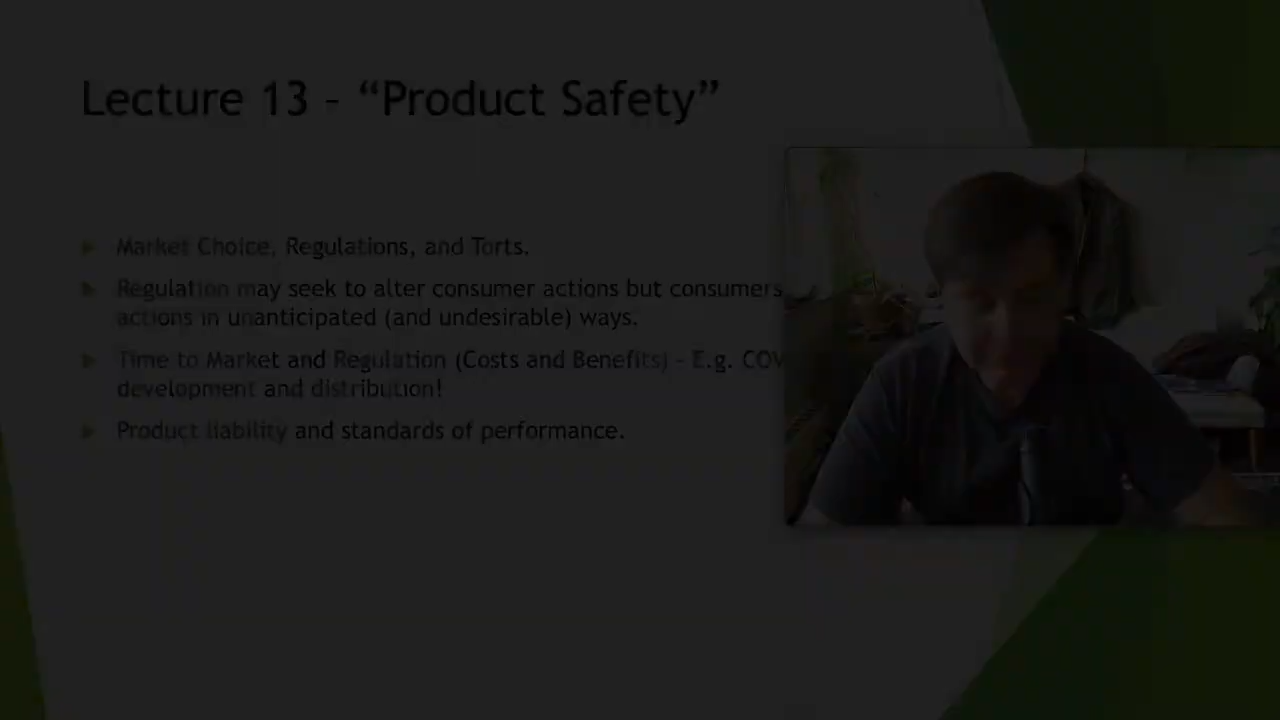 Lecture 13 – “Product Safety”
Market Choice, Regulations, and Torts.
Regulation may seek to alter consumer actions but consumers
actions in unanticipated (and undesirable) ways.
Time to Market and Regulation (Costs and Benefits) – E.g.
development and distribution!
Product liability and standards of performance.